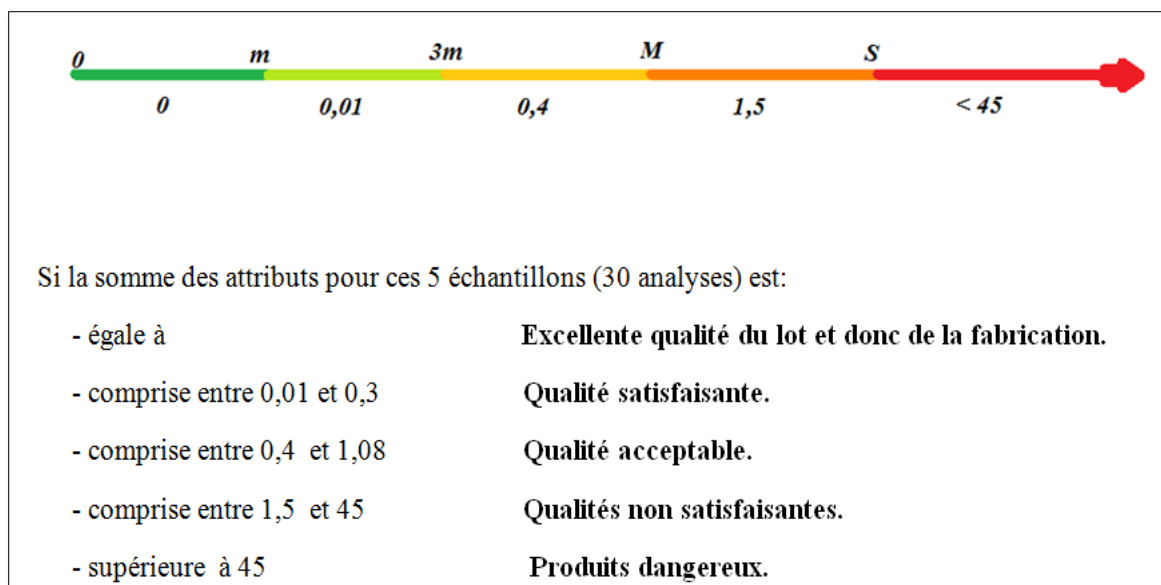 0 m 3m M S
0 0,01 0,4 1,5 < 45
Si la somme des attributs pour ces 5 échantillons (30 analyses) est:
- égale à Excellente qualité du lot et donc de la fabrication.
- comprise entre 0,01 et 0,3 Qualité satisfaisante.
- comprise entre 0,4 et 1,08 Qualité acceptable.
- comprise entre 1,5 et 45 Qualités non satisfaisantes.
- supérieure à 45 Produits dangereux.